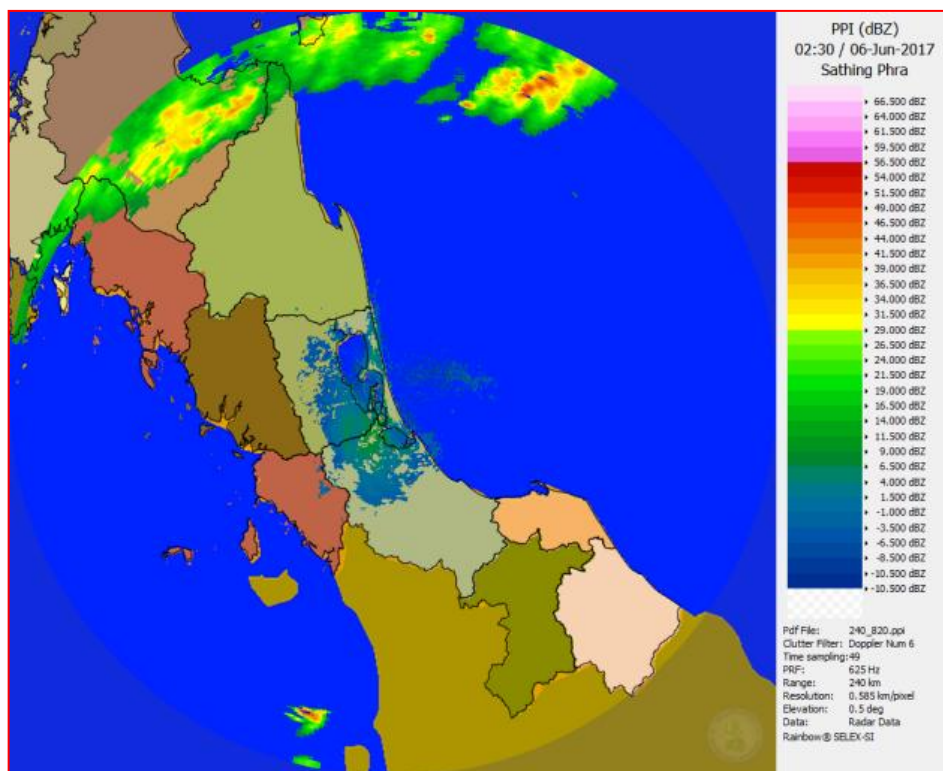 PPI (dBZ)
02:30 / 06-Jun-2017
Sathing Phra
66.500 dBZ
64.000 dBZ
61.500 dBZ
59.500 dBZ
56.500 dBZ
54.000 dBZ
51.500 dBZ
49.000 dBZ
46.500 dBZ
44.000 dBZ
41.500 dBZ
39.000 dBZ
36.500 dBZ
34.000 dBZ
31.500 dBZ
29.000 dBZ
26.500 dBZ
24.000 dBZ
21.500 dBZ
19.000 dBZ
16.500 dBZ
14.000 dBZ
11.500 dBZ
9.000 dBZ
6.500 dBZ
4.000 dBZ
1.500 dBZ
-1.000 dBZ
-3.500 dBZ
-6.500 dBZ
-8.500 dBZ
-10.500 dBZ
-10.500 dBZ
Pdf File: 240_820.ppi
Clutter Filter: Doppler Num 6
Time sampling:49
PRF: 625 Hz
Range: 240 km
Resolution: 0.585 km/pixel
Elevation: 0.5 deg
Data: Radar Data
Rainbow® SELEX-SI